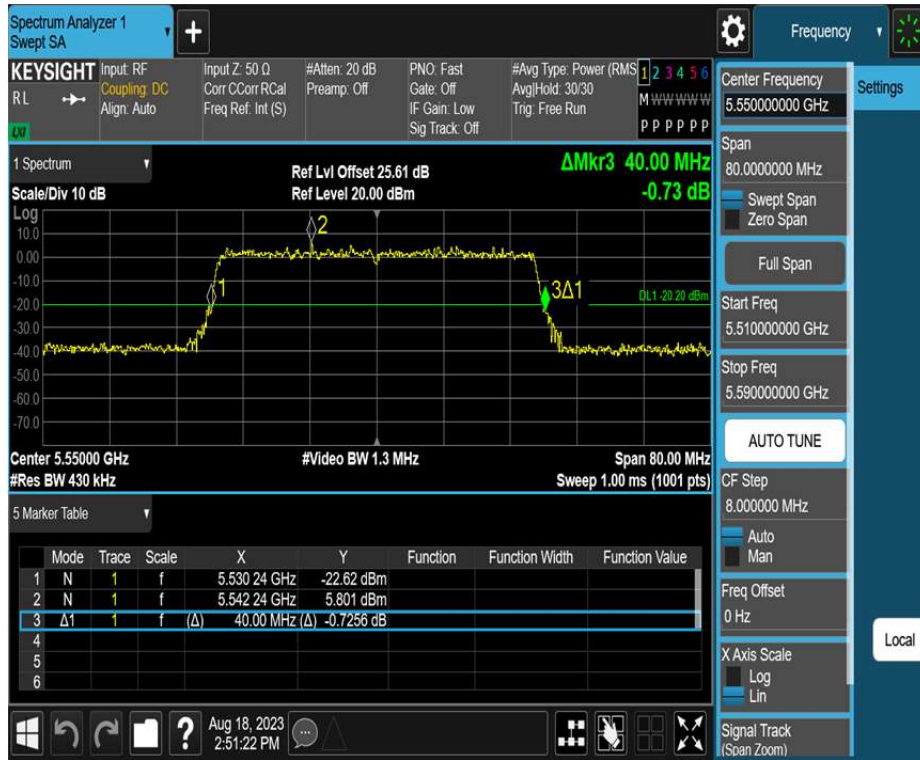 Spectrum Analyzer 1
Swept SA
+
Frequency
KEYSIGHT
RL
LXI
Input: RF
Coupling: DC
Align: Auto
Input Z: 50 Ω
Corr CCorr RCal
Freq Ref: Int (S)
#Atten: 20 dB
Preamp: Off
PNO: Fast
Gate: Off
IF Gain: Low
Sig Track: Off
#Avg Type: Power (RMS
Avg|Hold: 30/30
Trig: Free Run
1 2 3 4 5 6
M W W W W W
P P P P P P
1 Spectrum
Scale/Div 10 dB
Ref Lvl Offset 25.61 dB
Ref Level 20.00 dBm
ΔMkr3 40.00 MHz
-0.73 dB
Log
10.0
0.00
-10.0
-20.0
-30.0
-40.0
-50.0
-60.0
-70.0
2
1
3Δ1
DL1 -20.20 dBm
Center 5.55000 GHz
#Video BW 1.3 MHz
Span 80.00 MHz
#Res BW 430 kHz
Sweep 1.00 ms (1001 pts)
5 Marker Table
Mode Trace Scale X Y Function Function Width Function Value
1 N 1 f 5.530 24 GHz -22.62 dBm
2 N 1 f 5.542 24 GHz 5.801 dBm
3 Δ1 1 f (Δ) 40.00 MHz (Δ) -0.7256 dB
4
5
6
?
Aug 18, 2023
2:51:22 PM
Center Frequency
5.550000000 GHz
Span
80.0000000 MHz
Swept Span
Zero Span
Full Span
Start Freq
5.510000000 GHz
Stop Freq
5.590000000 GHz
AUTO TUNE
CF Step
8.000000 MHz
Auto
Man
Freq Offset
0 Hz
X Axis Scale
Log
Lin
Signal Track
(Span Zoom)
Settings
Local